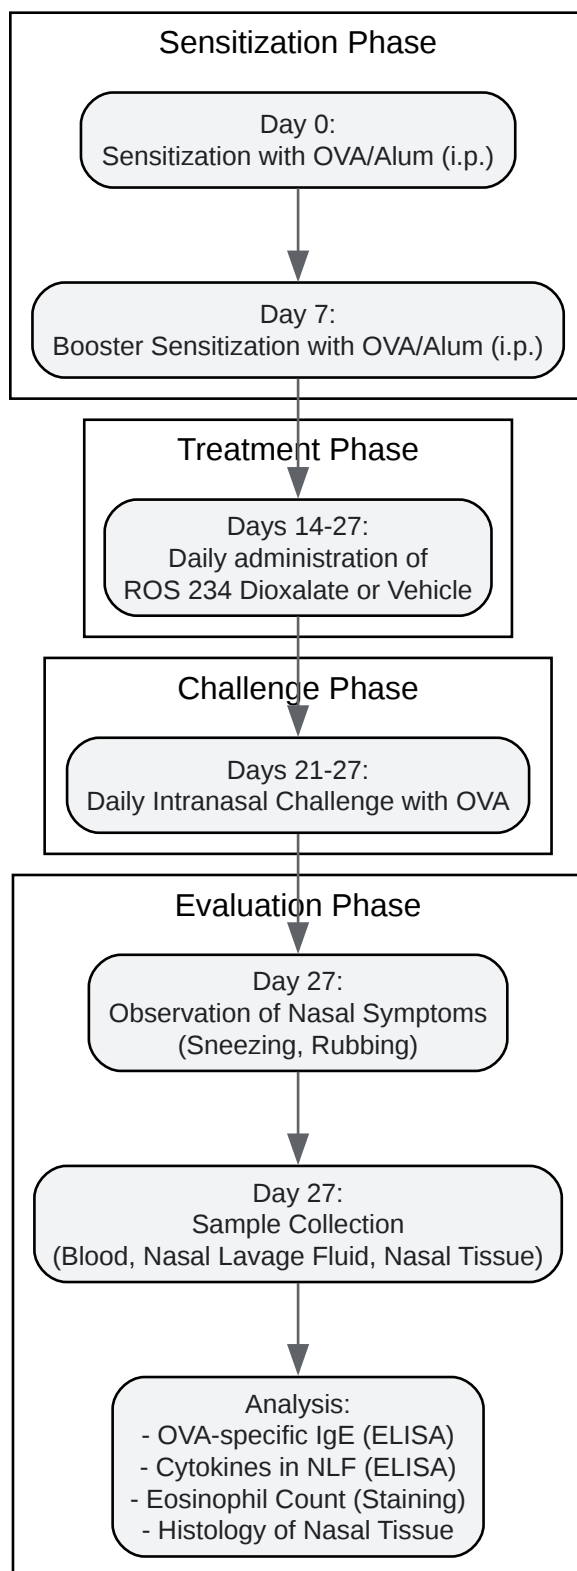 Sensitization Phase
Day 0:
Sensitization with OVA/Alum (i.p.)
Day 7:
Booster Sensitization with OVA/Alum (i.p.)
Treatment Phase
Days 14-27:
Daily administration of
ROS 234 Dioxalate or Vehicle
Challenge Phase
Days 21-27:
Daily Intranasal Challenge with OVA
Evaluation Phase
Day 27:
Observation of Nasal Symptoms
(Sneezing, Rubbing)
Day 27:
Sample Collection
(Blood, Nasal Lavage Fluid, Nasal Tissue)
Analysis:
- OVA-specific IgE (ELISA)
- Cytokines in NLF (ELISA)
- Eosinophil Count (Staining)
- Histology of Nasal Tissue